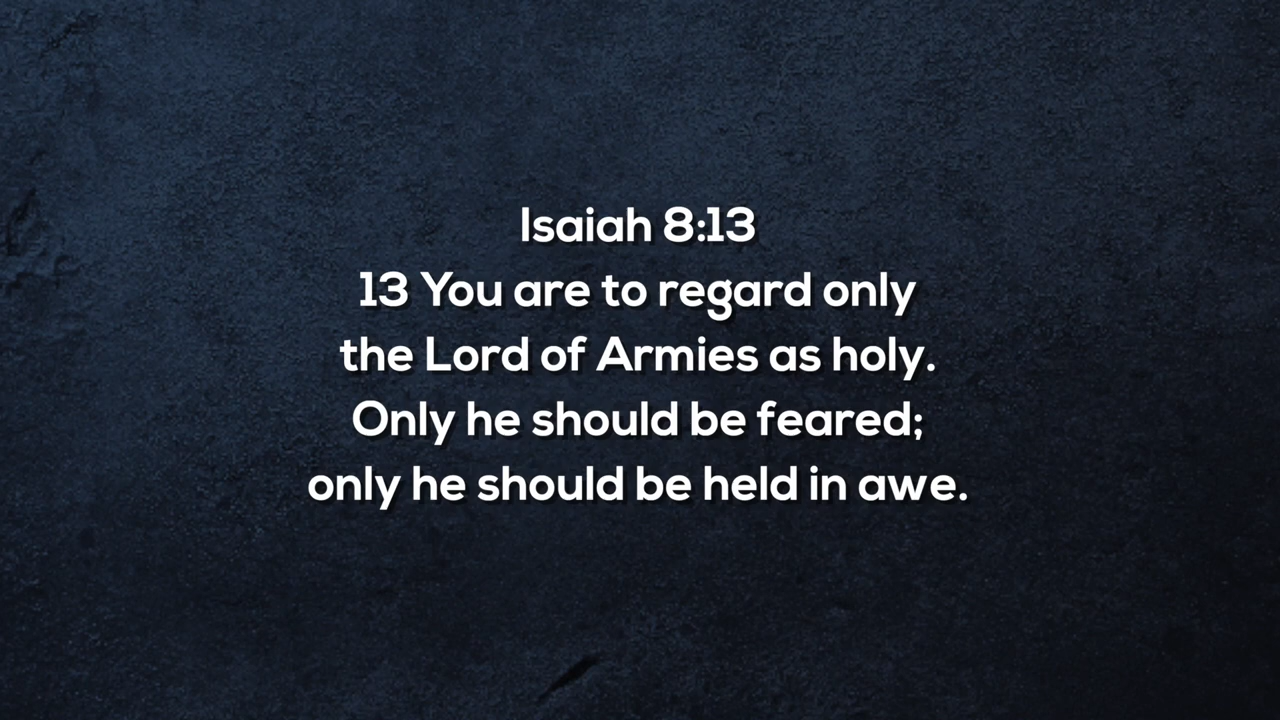 Isaiah 8:13
13 You are to regard only
the Lord of Armies as holy.
Only he should be feared;
only he should be held in awe.